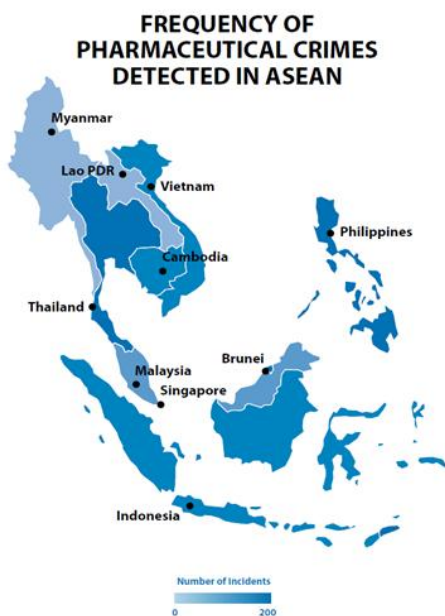 FREQUENCY OF
PHARMACEUTICAL CRIMES
DETECTED IN ASEAN
Myanmar
Lao PDR
Vietnam
Philippines
Cambodia
Thailand
Brunei
Malaysia
Singapore
Indonesia
Number of Incidents
0 200